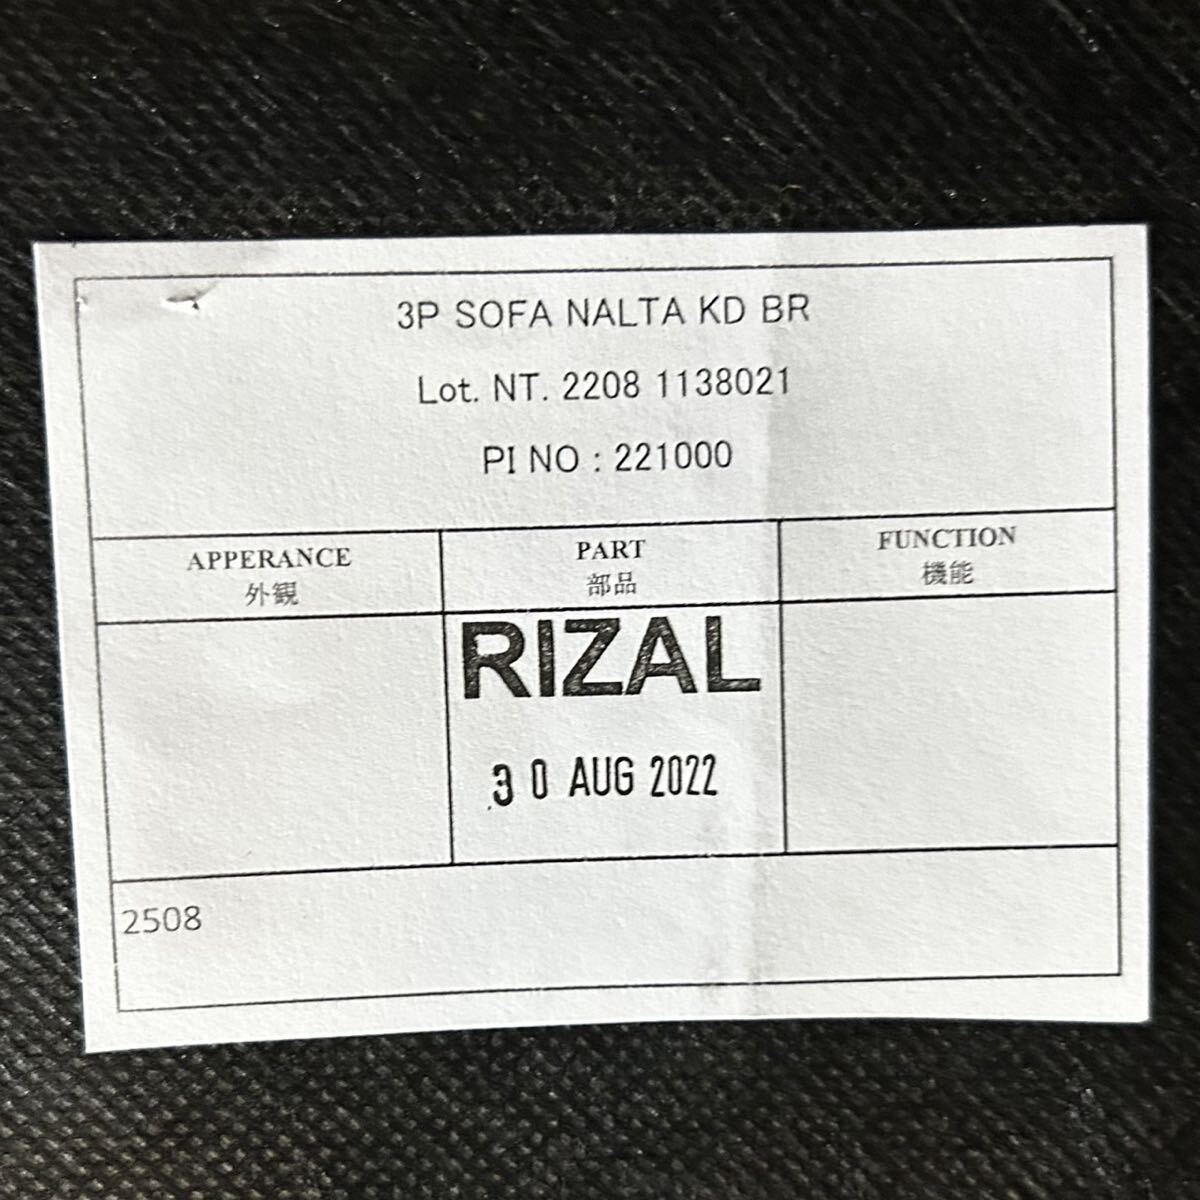 3P SOFA NALTA KD BR
Lot. NT. 2208 1138021
PI NO : 221000
APPERANCE
外観
PART
部品
FUNCTION
機能
RIZAL
30 AUG 2022
2508